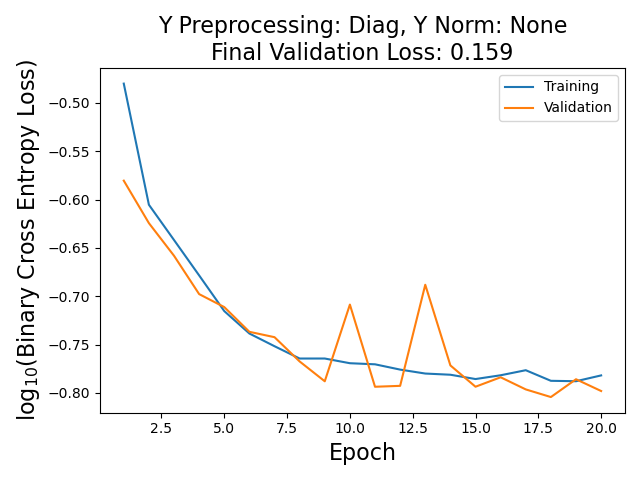 Y Preprocessing: Diag, Y Norm: None
Final Validation Loss: 0.159
Training
Validation
log₁₀(Binary Cross Entropy Loss)
−0.50
−0.55
−0.60
−0.65
−0.70
−0.75
−0.80
2.5 5.0 7.5 10.0 12.5 15.0 17.5 20.0
Epoch